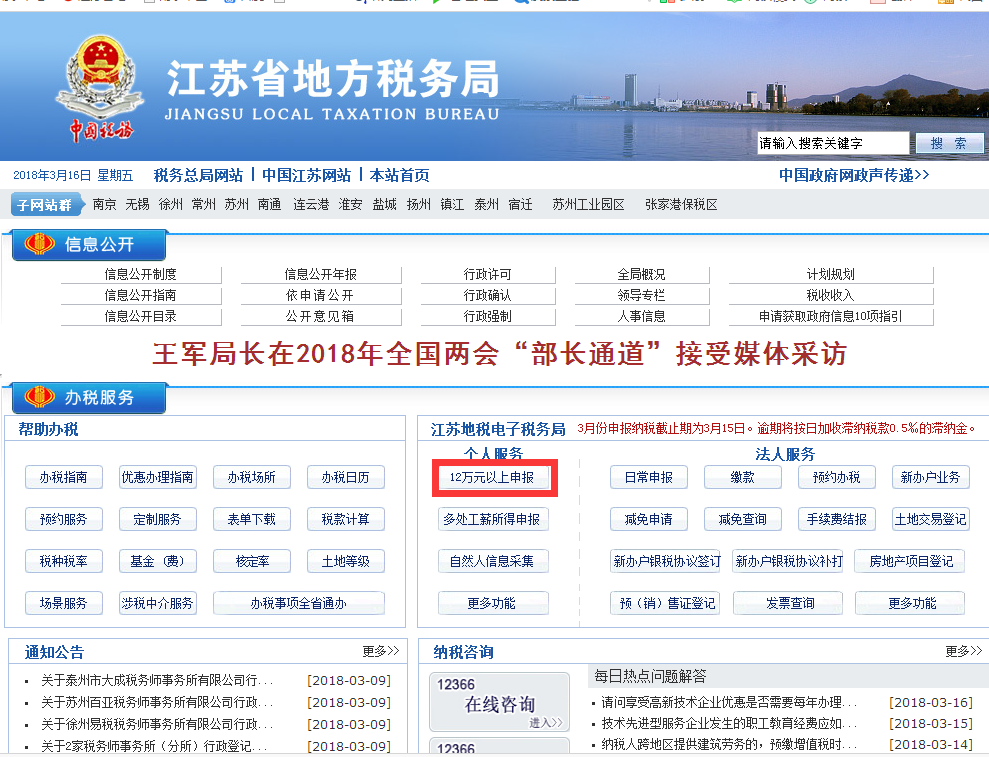 中国税务
江苏省地方税务局
JIANGSU LOCAL TAXATION BUREAU
请输入搜索关键字 搜 索
2018年3月16日 星期五 税务总局网站 | 中国江苏网站 | 本站首页 中国政府网政声传递>>
子网站群 南京 无锡 徐州 常州 苏州 南通 连云港 淮安 盐城 扬州 镇江 泰州 宿迁 苏州工业园区 张家港保税区
信息公开
信息公开制度 信息公开年报 行政许可 全局概况 计划规划
信息公开指南 依申请公开 行政确认 领导专栏 税收收入
信息公开目录 公开意见箱 行政强制 人事信息 申请获取政府信息10项指引
王军局长在2018年全国两会“部长通道”接受媒体采访
办税服务
帮助办税
办税指南 优惠办理指南 办税场所 办税日历
预约服务 定制服务 表单下载 税款计算
税种税率 基金（费） 核定率 土地等级
场景服务 涉税中介服务 办税事项全省通办
江苏地税电子税务局 3月份申报纳税截止期为3月15日。逾期将按日加收滞纳税款0.5‰的滞纳金。
个人服务
12万元以上申报
多处工薪所得申报
自然人信息采集
更多功能
法人服务
日常申报 缴款 预约办税 新办户业务
减免申请 减免查询 手续费结报 土地交易登记
新办户银税协议签订 新办户银税协议补打 房地产项目登记
预（销）售证登记 发票查询 更多功能
通知公告 更多>>
关于泰州市大成税务师事务所有限公司行... [2018-03-09]
关于苏州百亚税务师事务所有限公司行政... [2018-03-09]
关于徐州易税税务师事务所有限公司行政... [2018-03-09]
关于2家税务师事务所（分所）行政登记... [2018-03-09]
纳税咨询 更多>>
12366
在线咨询
进入>>
12366
每日热点问题解答
请问享受高新技术企业优惠是否需要每年办理... [2018-03-16]
技术先进型服务企业发生的职工教育经费应如... [2018-03-15]
纳税人跨地区提供建筑劳务的，预缴增值税时... [2018-03-14]